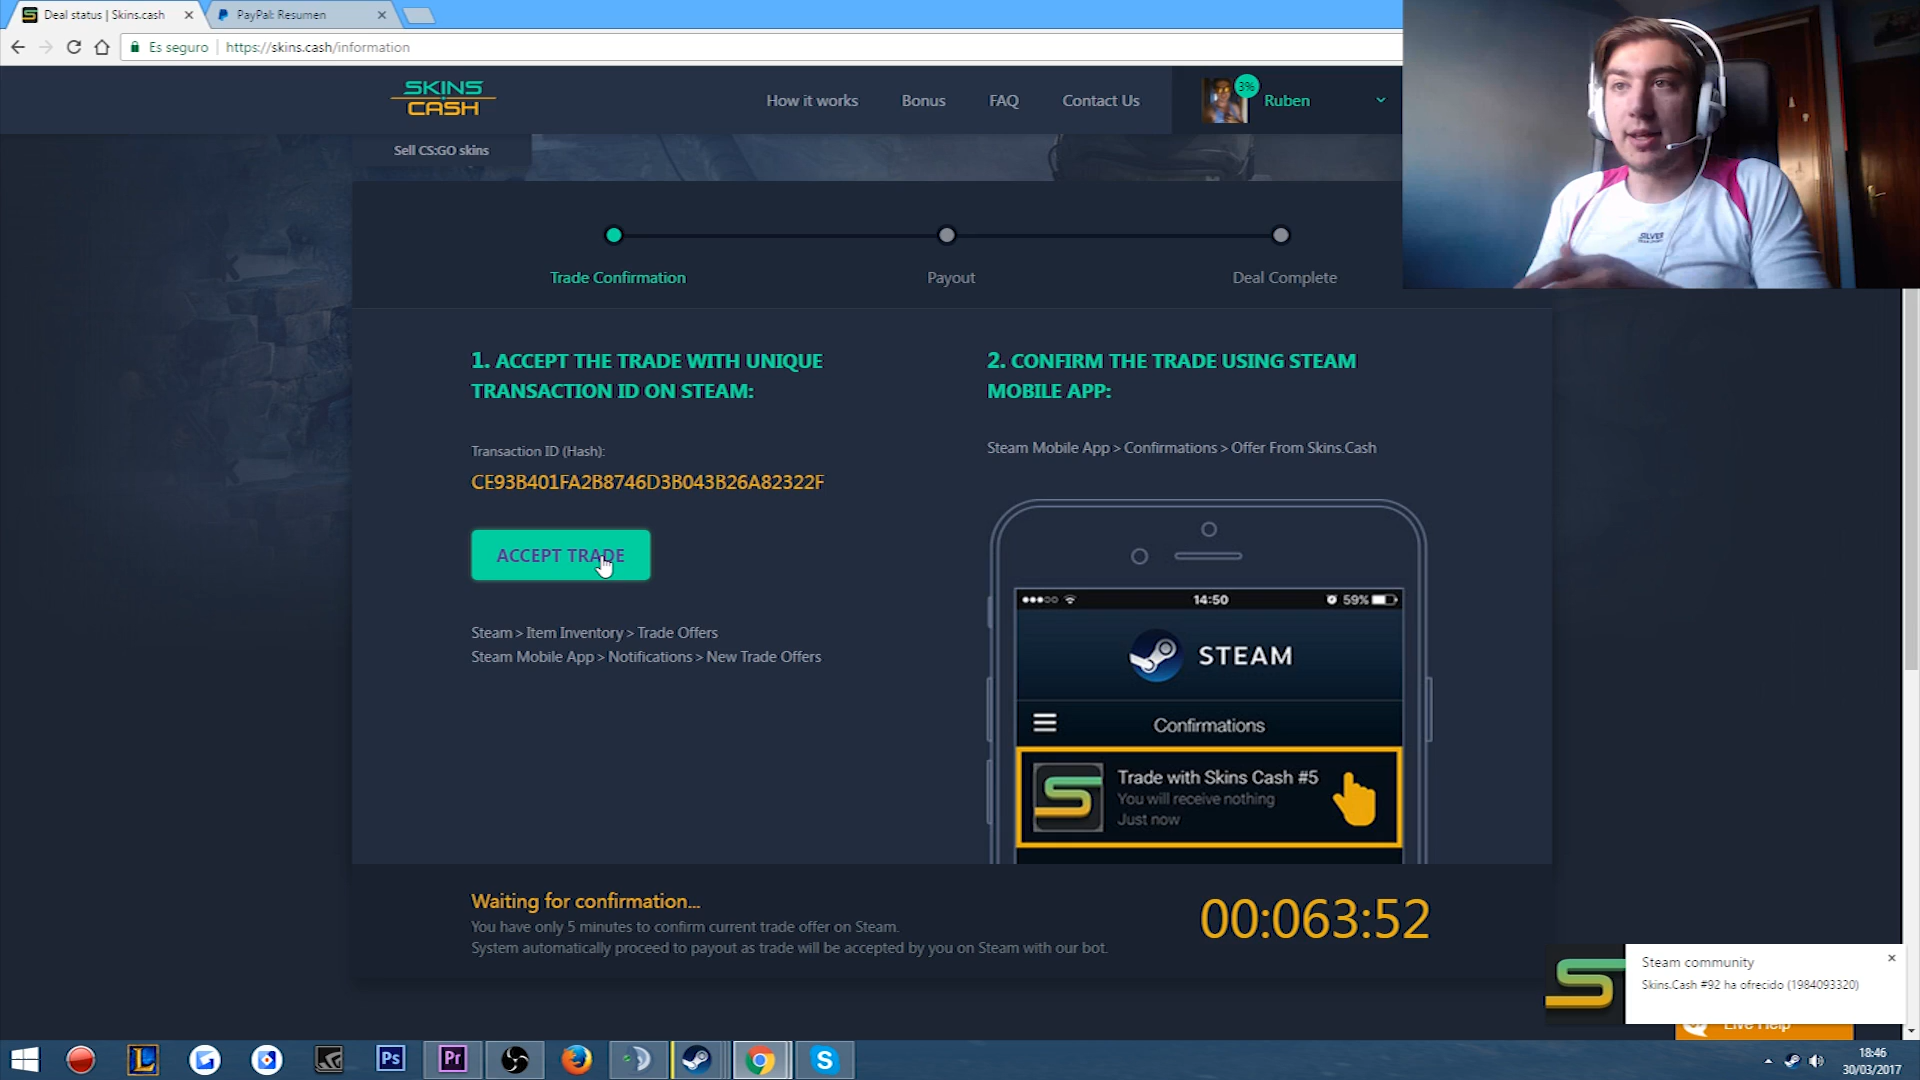 Deal status | Skins.cash
PayPal: Resumen
Es seguro
https://skins.cash/information
SKINS
CASH
How it works
Bonus
FAQ
Contact Us
3%
Ruben
Sell CS:GO skins
Trade Confirmation
Payout
Deal Complete
1. ACCEPT THE TRADE WITH UNIQUE
TRANSACTION ID ON STEAM:
Transaction ID (Hash):
CE93B401FA2B8746D3B043B26A82322F
ACCEPT TRADE
Steam > Item Inventory > Trade Offers
Steam Mobile App > Notifications > New Trade Offers
2. CONFIRM THE TRADE USING STEAM
MOBILE APP:
Steam Mobile App > Confirmations > Offer From Skins.Cash
14:50
59%
STEAM
Confirmations
Trade with Skins Cash #5
You will receive nothing
Just now
Waiting for confirmation...
You have only 5 minutes to confirm current trade offer on Steam.
System automatically proceed to payout as trade will be accepted by you on Steam with our bot.
00:063:52
SILVER
Steam community
Skins.Cash #92 ha ofrecido (1984093320)
Live Help
Ps
Pr
18:46
30/03/2017